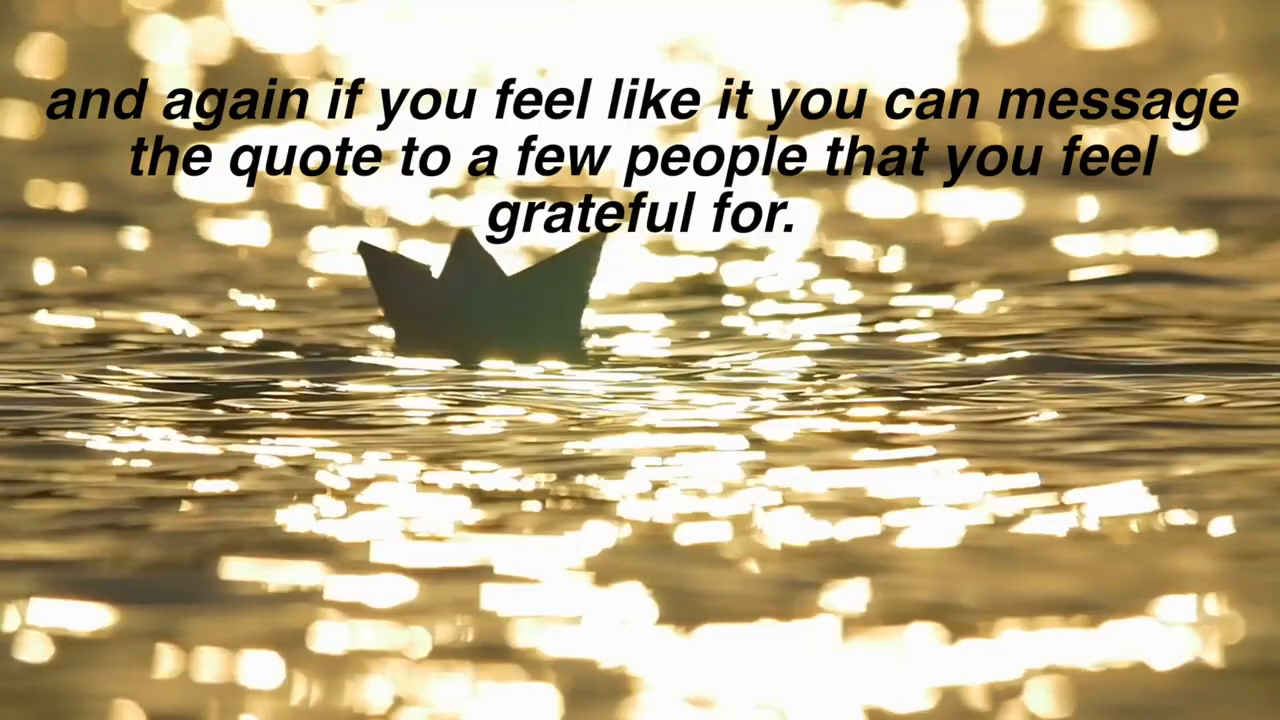 and again if you feel like it you can message
the quote to a few people that you feel
grateful for.